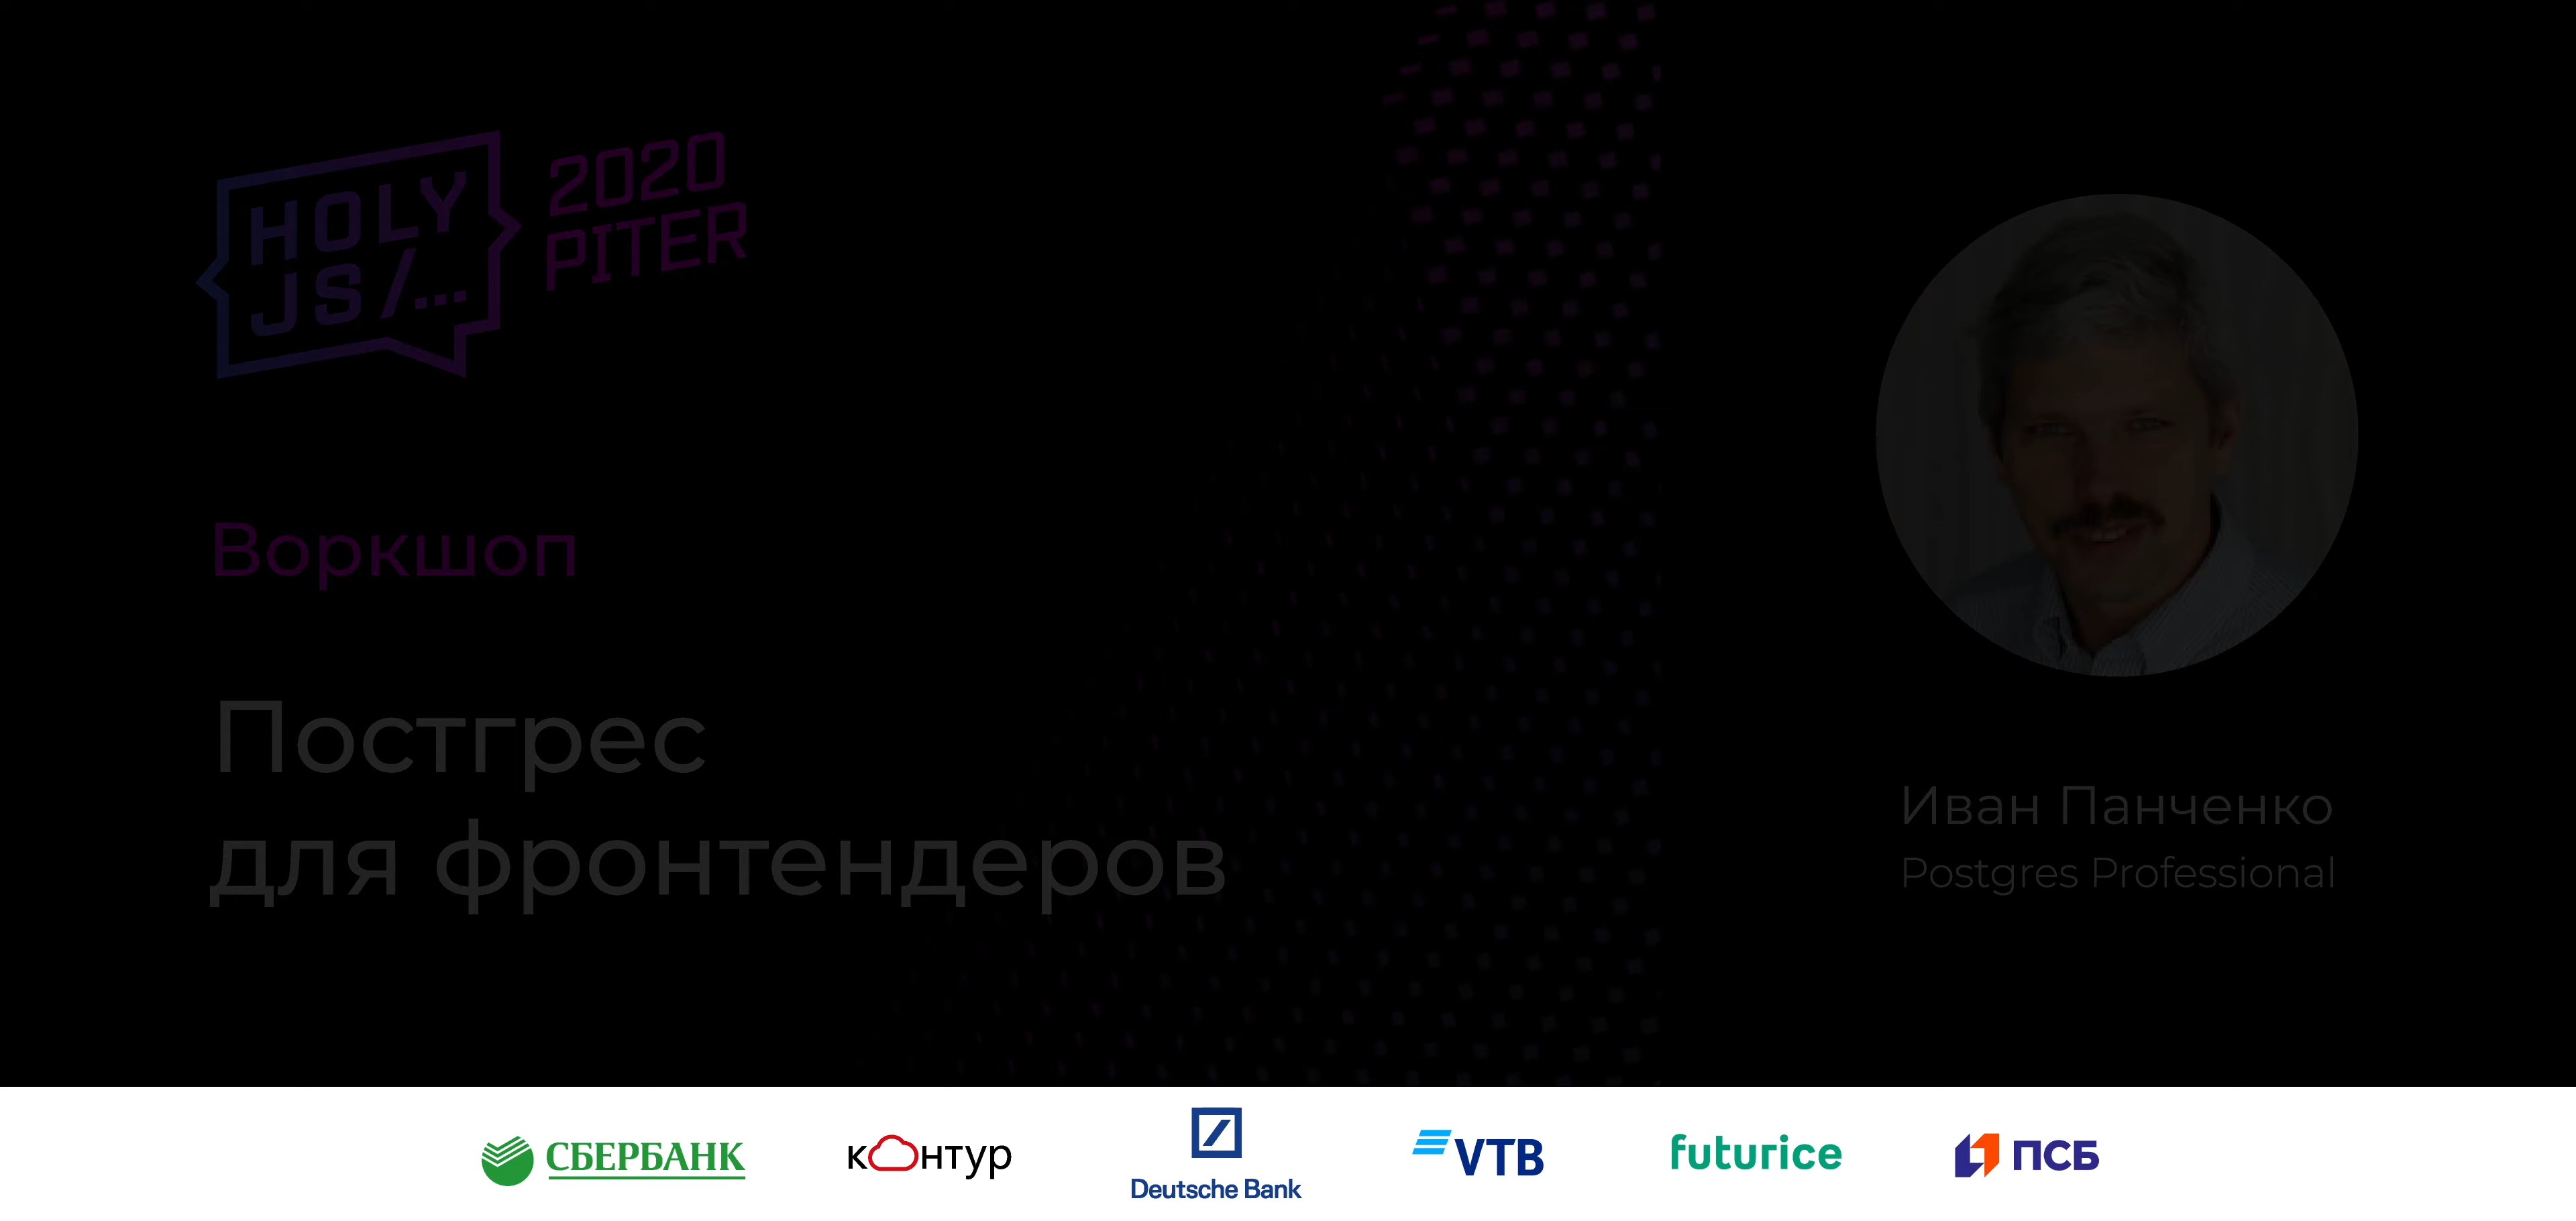 HOLY
JS/...
2020
PITER
Воркшоп
Постгрес
для фронтендеров
Иван Панченко
Postgres Professional
СБЕРБАНК
контур
Deutsche Bank
VTB
futurice
ПСБ